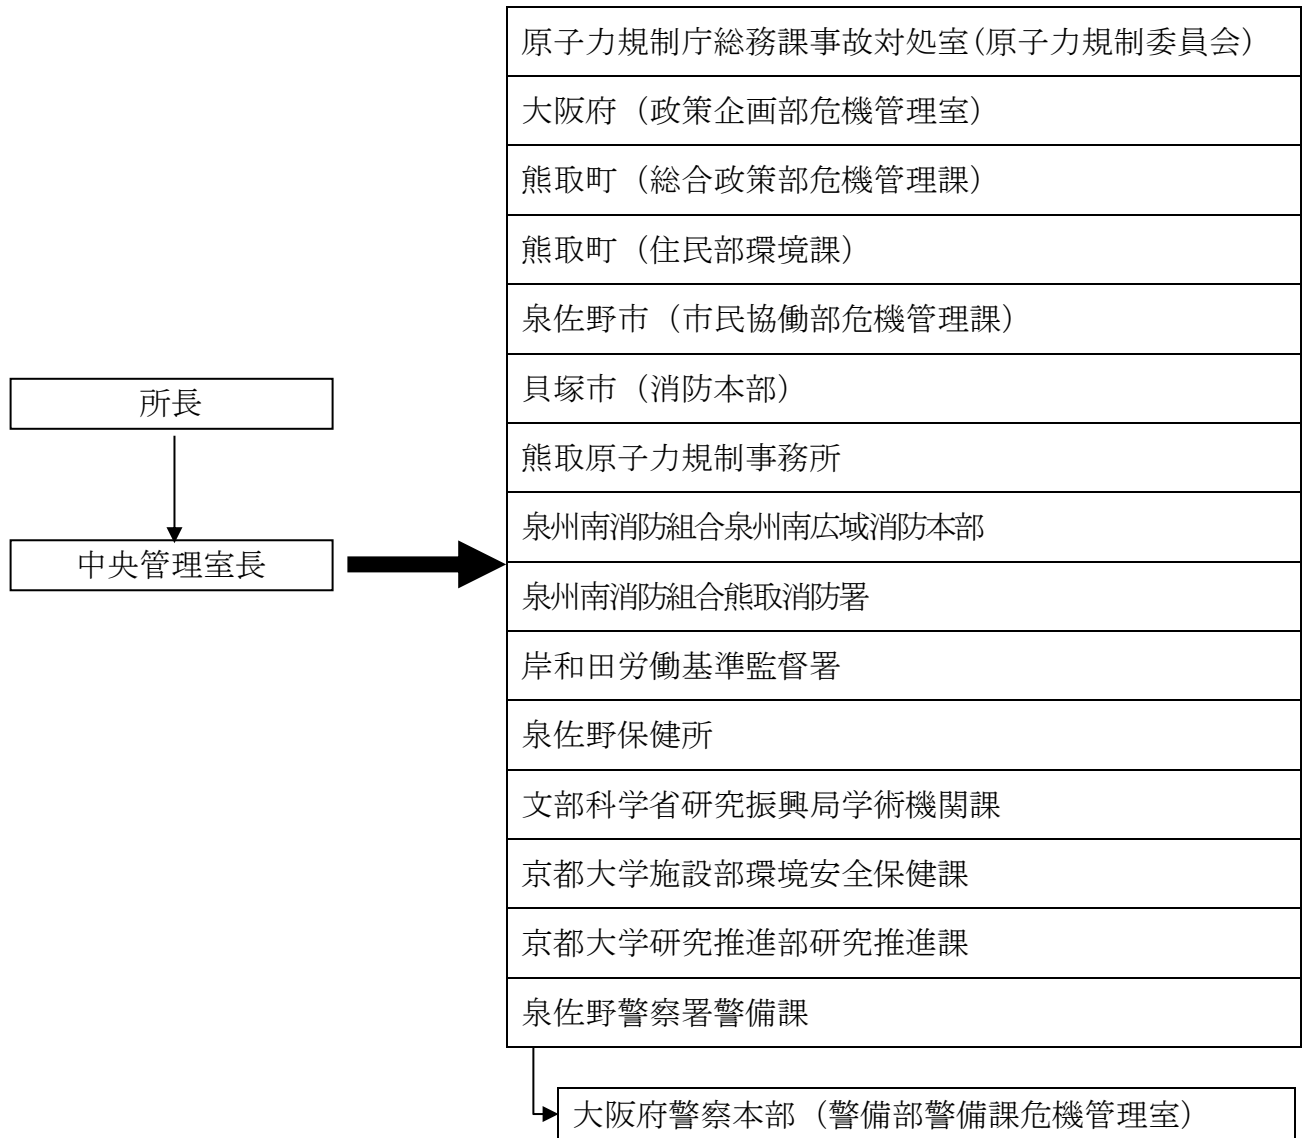 原子力規制庁総務課事故対処室(原子力規制委員会)
大阪府（政策企画部危機管理室）
熊取町（総合政策部危機管理課）
熊取町（住民部環境課）
泉佐野市（市民協働部危機管理課）
貝塚市（消防本部）
熊取原子力規制事務所
泉州南消防組合泉州南広域消防本部
泉州南消防組合熊取消防署
岸和田労働基準監督署
泉佐野保健所
文部科学省研究振興局学術機関課
京都大学施設部環境安全保健課
京都大学研究推進部研究推進課
泉佐野警察署警備課
大阪府警察本部（警備部警備課危機管理室）
所長
中央管理室長